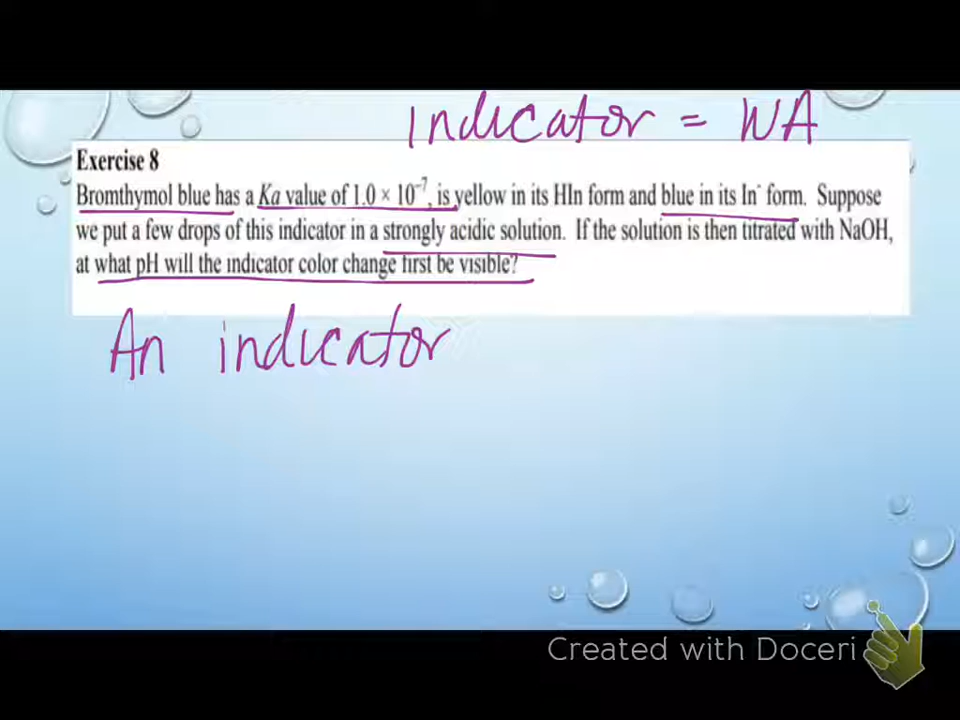 Indicator = WA
Exercise 8
Bromthymol blue has a Ka value of 1.0 × 10⁻⁷, is yellow in its HIn form and blue in its In⁻ form. Suppose
we put a few drops of this indicator in a strongly acidic solution. If the solution is then titrated with NaOH,
at what pH will the indicator color change first be visible?
An indicator
Created with Doceri